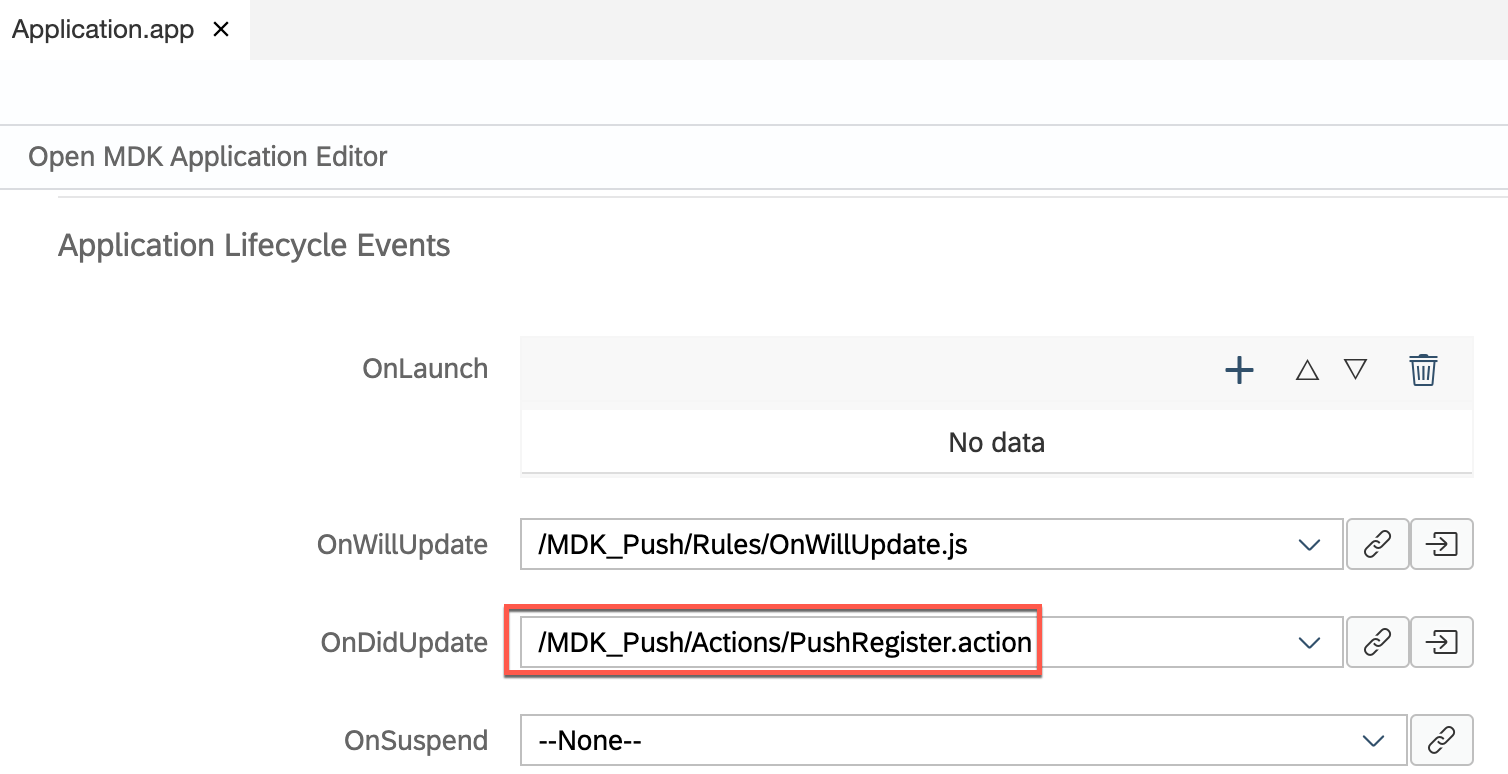 Application.app
Open MDK Application Editor
Application Lifecycle Events
OnLaunch
No data
OnWillUpdate /MDK_Push/Rules/OnWillUpdate.js
OnDidUpdate /MDK_Push/Actions/PushRegister.action
OnSuspend --None--